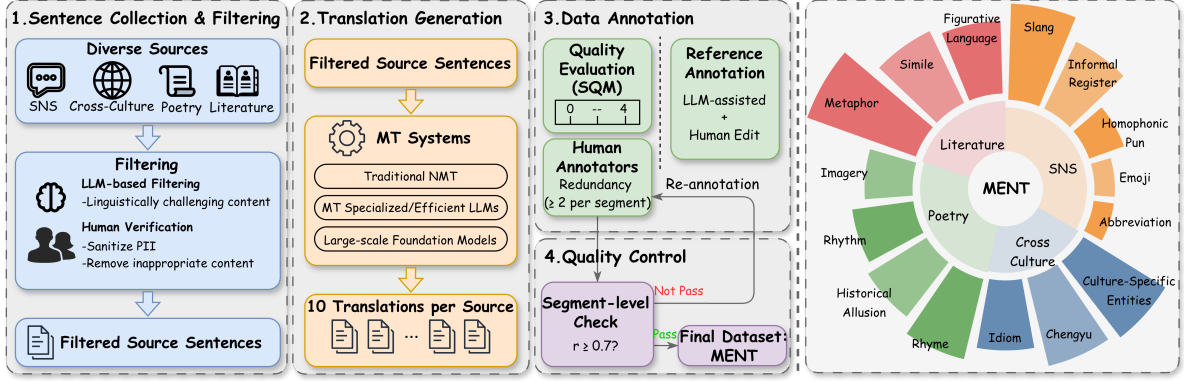 1.Sentence Collection & Filtering
Diverse Sources
SNS Cross-Culture Poetry Literature
Filtering
LLM-based Filtering
-Linguistically challenging content
Human Verification
-Sanitize PII
-Remove inappropriate content
Filtered Source Sentences
2.Translation Generation
Filtered Source Sentences
MT Systems
Traditional NMT
MT Specialized/Efficient LLMs
Large-scale Foundation Models
10 Translations per Source
...
3.Data Annotation
Quality
Evaluation
(SQM)
0 -- 4
Reference
Annotation
LLM-assisted
+
Human Edit
Human
Annotators
Redundancy
(≥ 2 per segment)
Re-annotation
4.Quality Control
Segment-level
Check
r ≥ 0.7?
Not Pass
Pass
Final Dataset:
MENT
MENT
Literature
SNS
Poetry
Cross
Culture
Figurative
Language
Slang
Simile
Informal
Register
Metaphor
Homophonic
Pun
Imagery
Emoji
Rhythm
Abbreviation
Historical
Allusion
Culture-Specific
Entities
Rhyme
Idiom
Chengyu